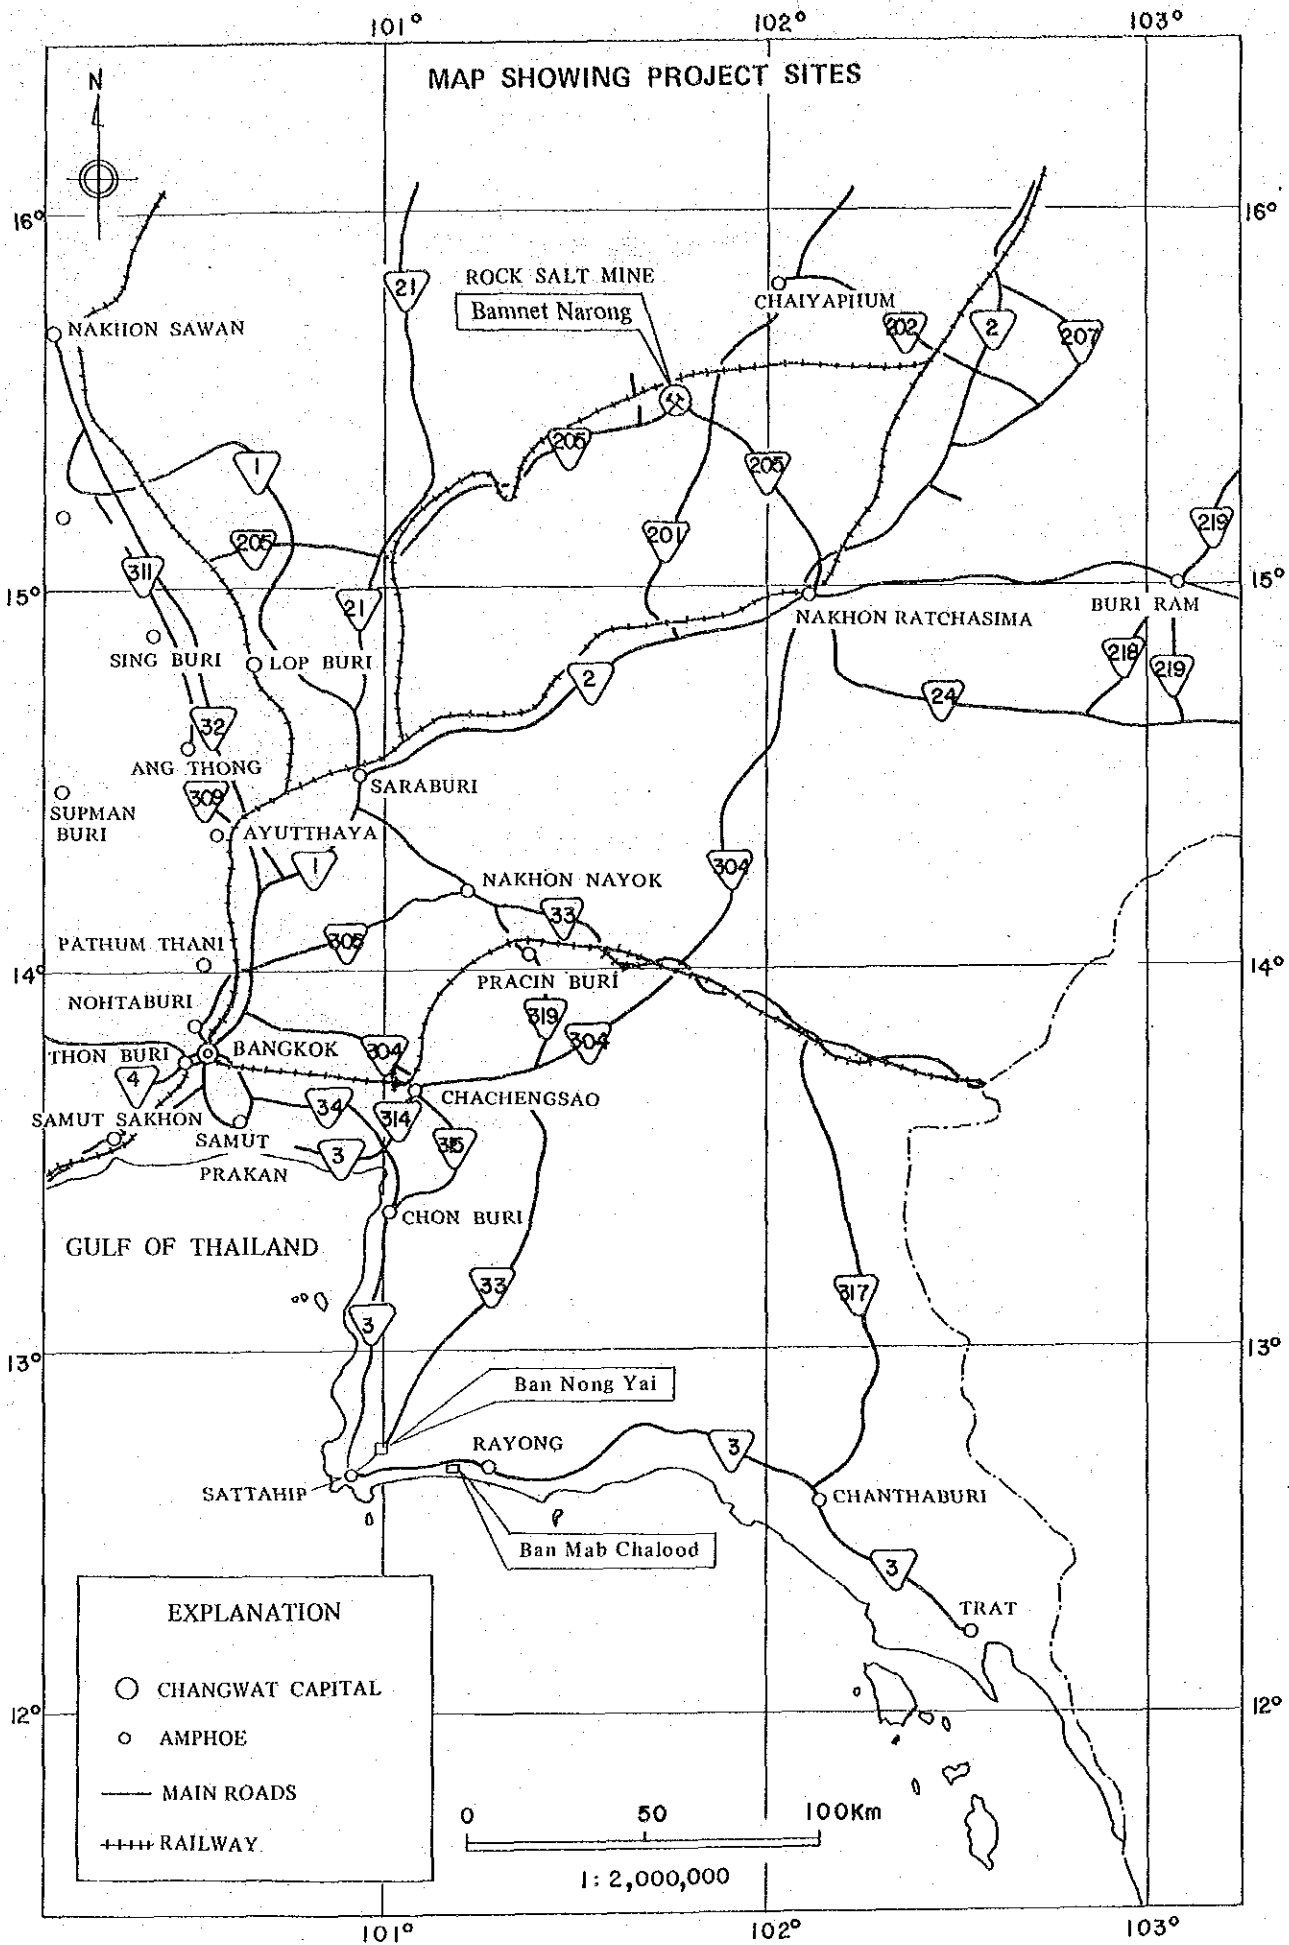 101° 102° 103°
MAP SHOWING PROJECT SITES
N
16° 16°
ROCK SALT MINE
Bamnet Narong
21
CHAIYAPHUM
NAKHON SAWAN
202
2
207
205
1
205
219
201
205
311
15° 15°
21
NAKHON RATCHASIMA
BURI RAM
SING BURI
LOP BURI
218
219
2
24
32
ANG THONG
309
SARABURI
SUPMAN
BURI
AYUTTHAYA
1
304
NAKHON NAYOK
33
PATHUM THANI
305
14° 14°
PRACIN BURI
NOHTABURI
319
304
THON BURI
BANGKOK
304
4
CHACHENGSAO
34
314
SAMUT SAKHON
SAMUT
PRAKAN
3
315
CHON BURI
GULF OF THAILAND
33
317
3
13° 13°
Ban Nong Yai
RAYONG
3
SATTAHIP
CHANTHABURI
Ban Mab Chalood
3
TRAT
EXPLANATION
CHANGWAT CAPITAL
AMPHOE
MAIN ROADS
RAILWAY
12° 12°
0 50 100Km
1: 2,000,000
101° 102° 103°